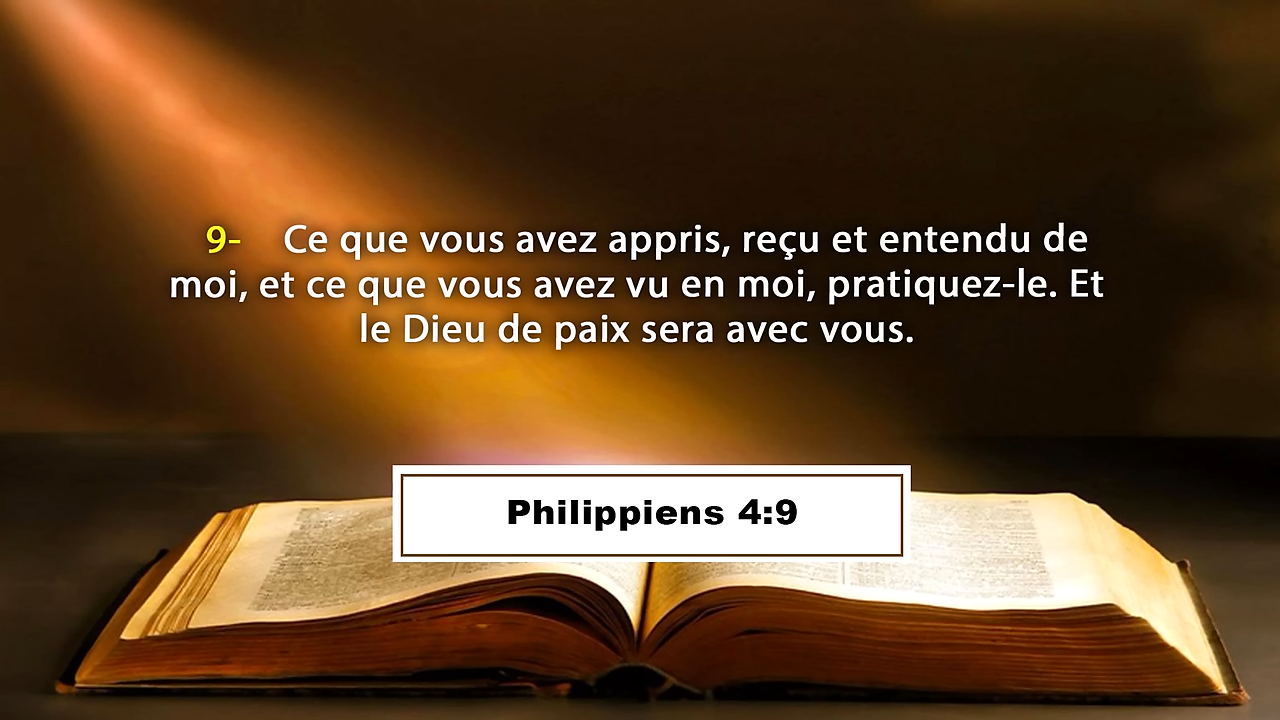 9- Ce que vous avez appris, reçu et entendu de
moi, et ce que vous avez vu en moi, pratiquez-le. Et
le Dieu de paix sera avec vous.
Philippiens 4:9